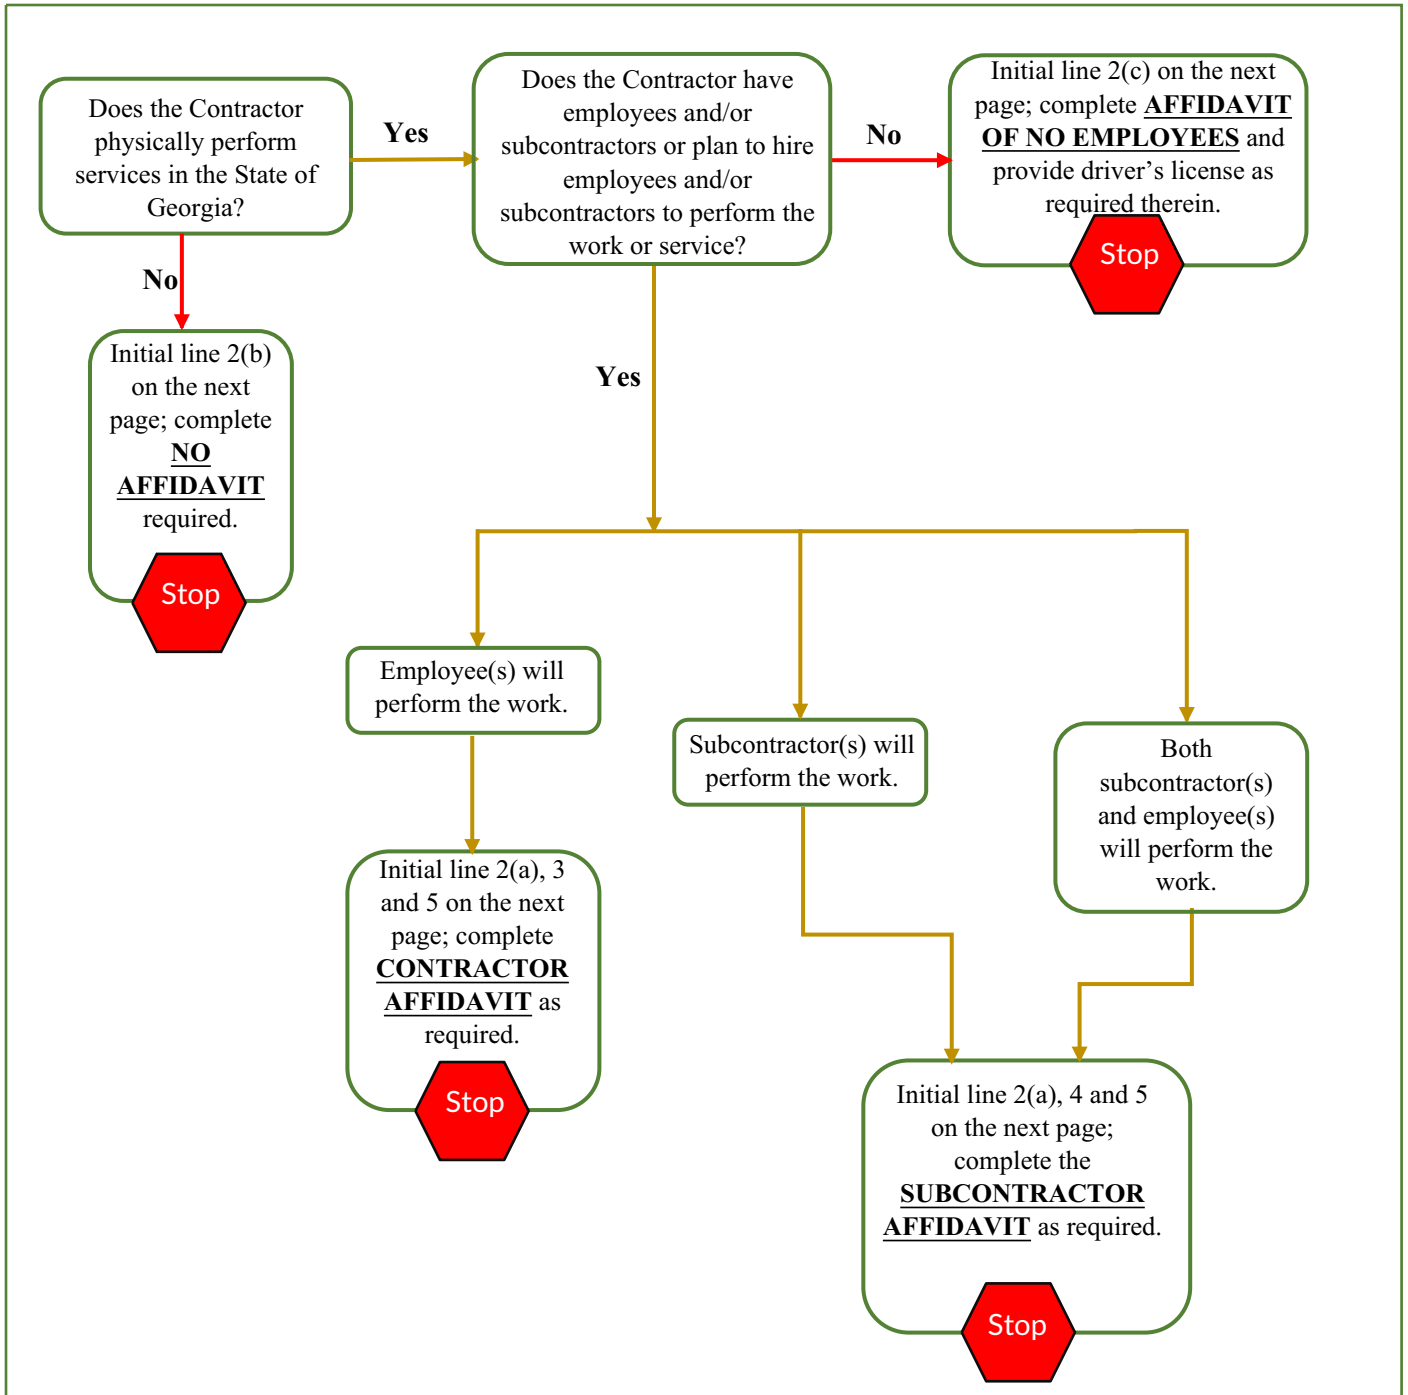 Does the Contractor
physically perform
services in the State of
Georgia?
Yes
Does the Contractor have
employees and/or
subcontractors or plan to hire
employees and/or
subcontractors to perform the
work or service?
No
Initial line 2(c) on the next
page; complete AFFIDAVIT
OF NO EMPLOYEES and
provide driver’s license as
required therein.
Stop
No
Initial line 2(b)
on the next
page; complete
NO
AFFIDAVIT
required.
Stop
Yes
Employee(s) will
perform the work.
Subcontractor(s) will
perform the work.
Both
subcontractor(s)
and employee(s)
will perform the
work.
Initial line 2(a), 3
and 5 on the next
page; complete
CONTRACTOR
AFFIDAVIT as
required.
Stop
Initial line 2(a), 4 and 5
on the next page;
complete the
SUBCONTRACTOR
AFFIDAVIT as required.
Stop